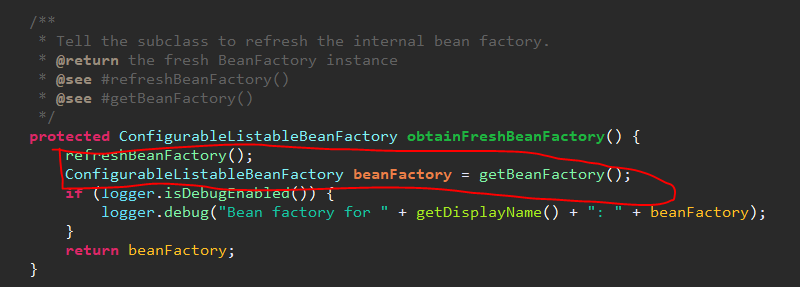 /**
 * Tell the subclass to refresh the internal bean factory.
 * @return the fresh BeanFactory instance
 * @see #refreshBeanFactory()
 * @see #getBeanFactory()
 */
protected ConfigurableListableBeanFactory obtainFreshBeanFactory() {
    refreshBeanFactory();
    ConfigurableListableBeanFactory beanFactory = getBeanFactory();
    if (logger.isDebugEnabled()) {
        logger.debug("Bean factory for " + getDisplayName() + ": " + beanFactory);
    }
    return beanFactory;
}